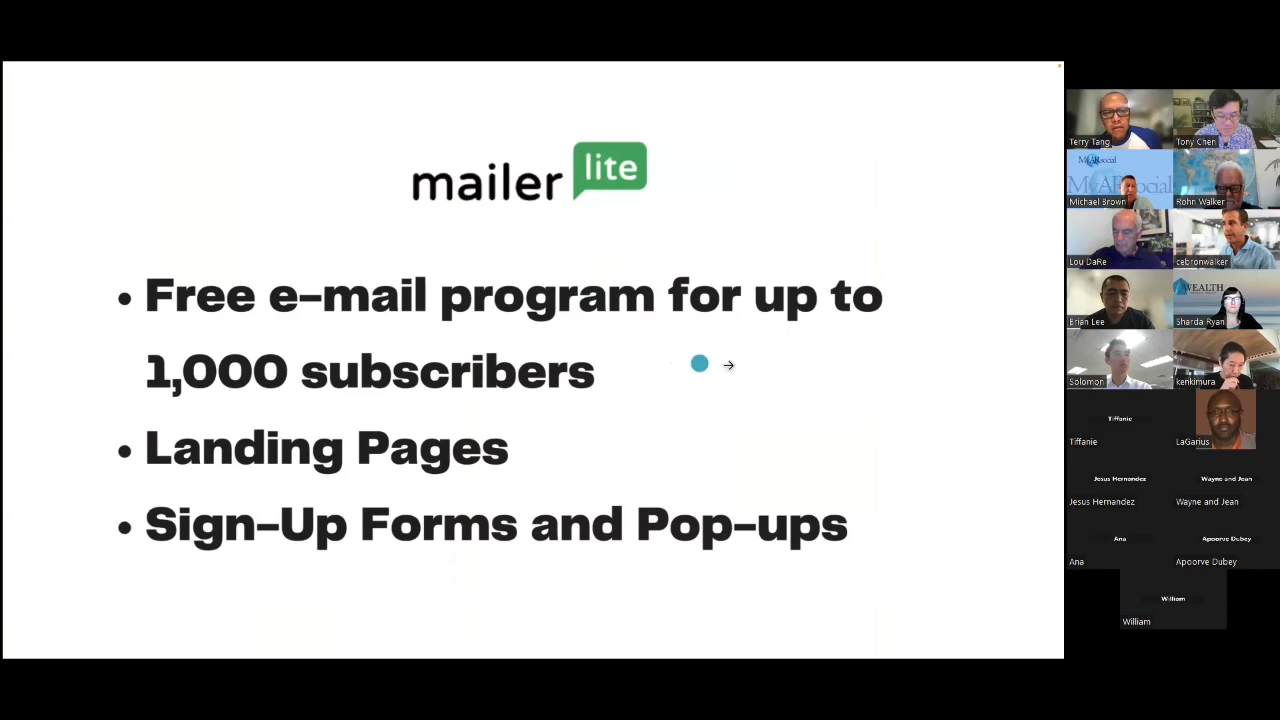 mailer lite
• Free e-mail program for up to
1,000 subscribers
• Landing Pages
• Sign-Up Forms and Pop-ups
Terry Tang
Tony Chen
MyARsocial
MyARsocial
Michael Brown
Rohn Walker
Lou DaRe
cebronwalker
Brian Lee
WEALTH
Sharda Ryan
Solomon
kenkimura
Tiffanie
Tiffanie
LaGarius
Jesus Hernandez
Wayne and Jean
Jesus Hernandez
Wayne and Jean
Ana
Apoorve Dubey
Ana
Apoorve Dubey
William
William